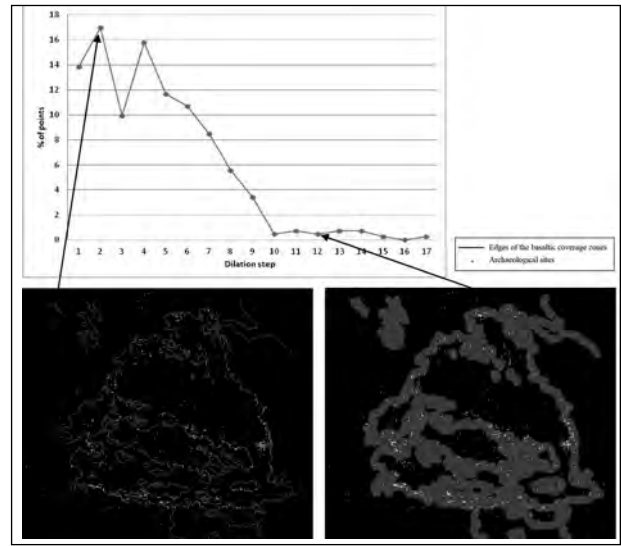 18
16
14
12
10
8
6
4
2
0
% of points
1 2 3 4 5 6 7 8 9 10 11 12 13 14 15 16 17
Dilation step
Edges of the basaltic coverage zones
Archaeological sites